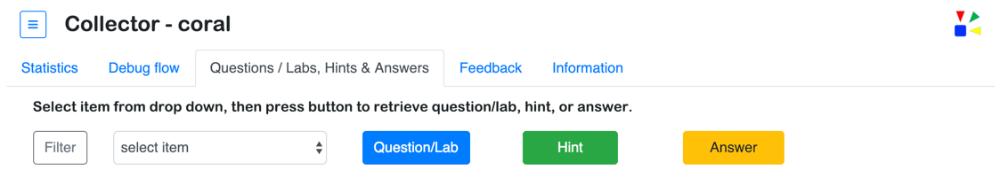 Collector - coral
Statistics Debug flow Questions / Labs, Hints & Answers Feedback Information
Select item from drop down, then press button to retrieve question/lab, hint, or answer.
Filter select item Question/Lab Hint Answer